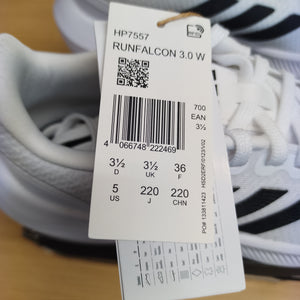 HP7557
RUNFALCON 3.0 W
700
EAN
3½
4 066748 222469
3½ 3½ 36
D UK F
5 220 220
US J CHN